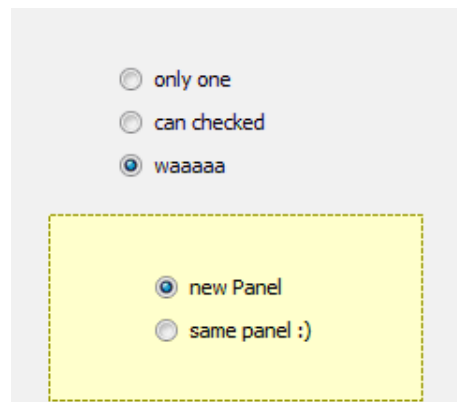 only one
can checked
waaaaa
new Panel
same panel :)